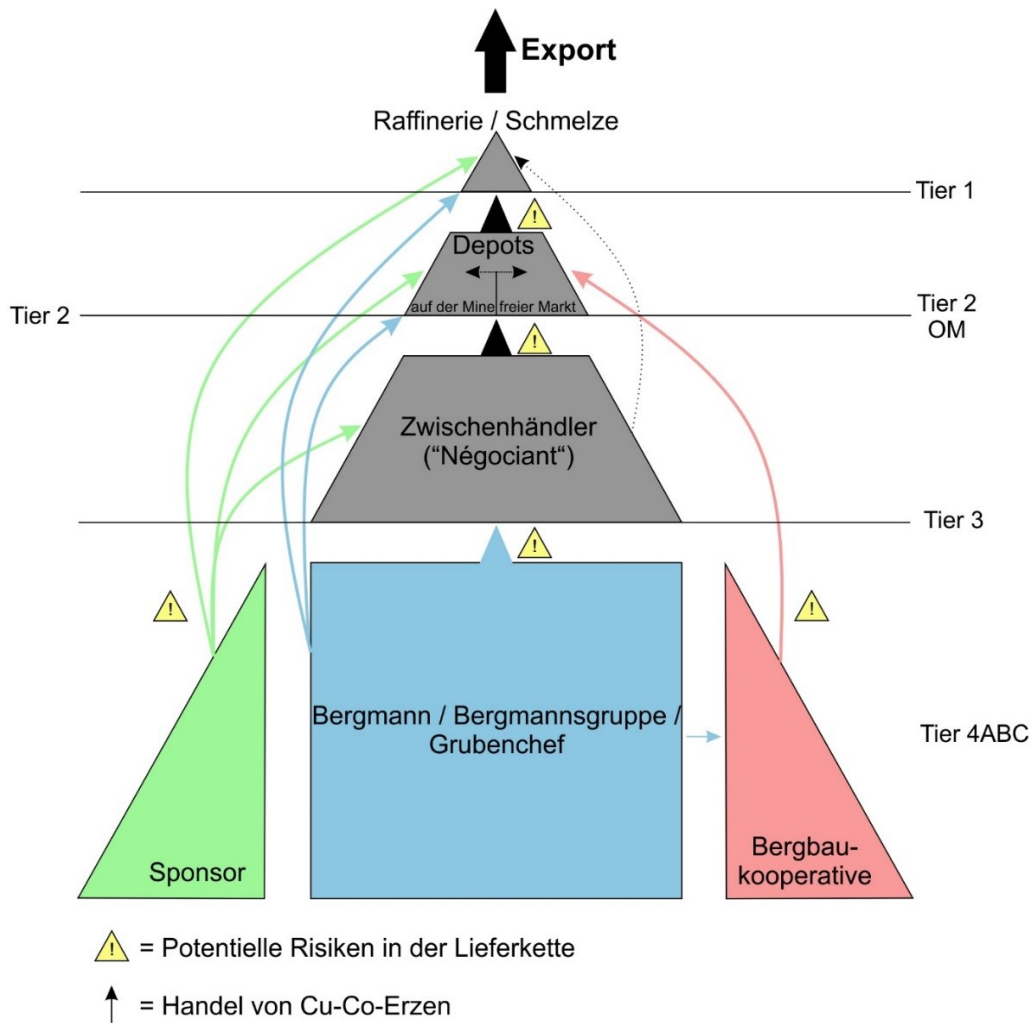 Export
Raffinerie / Schmelze
Tier 1
!
Depots
auf der Mine freier Markt
Tier 2
Tier 2
OM
!
Zwischenhändler
(“Négociant“)
Tier 3
!
!
!
Bergmann / Bergmannsgruppe /
Grubenchef
Tier 4ABC
Sponsor
Bergbau-
kooperative
! = Potentielle Risiken in der Lieferkette
= Handel von Cu-Co-Erzen